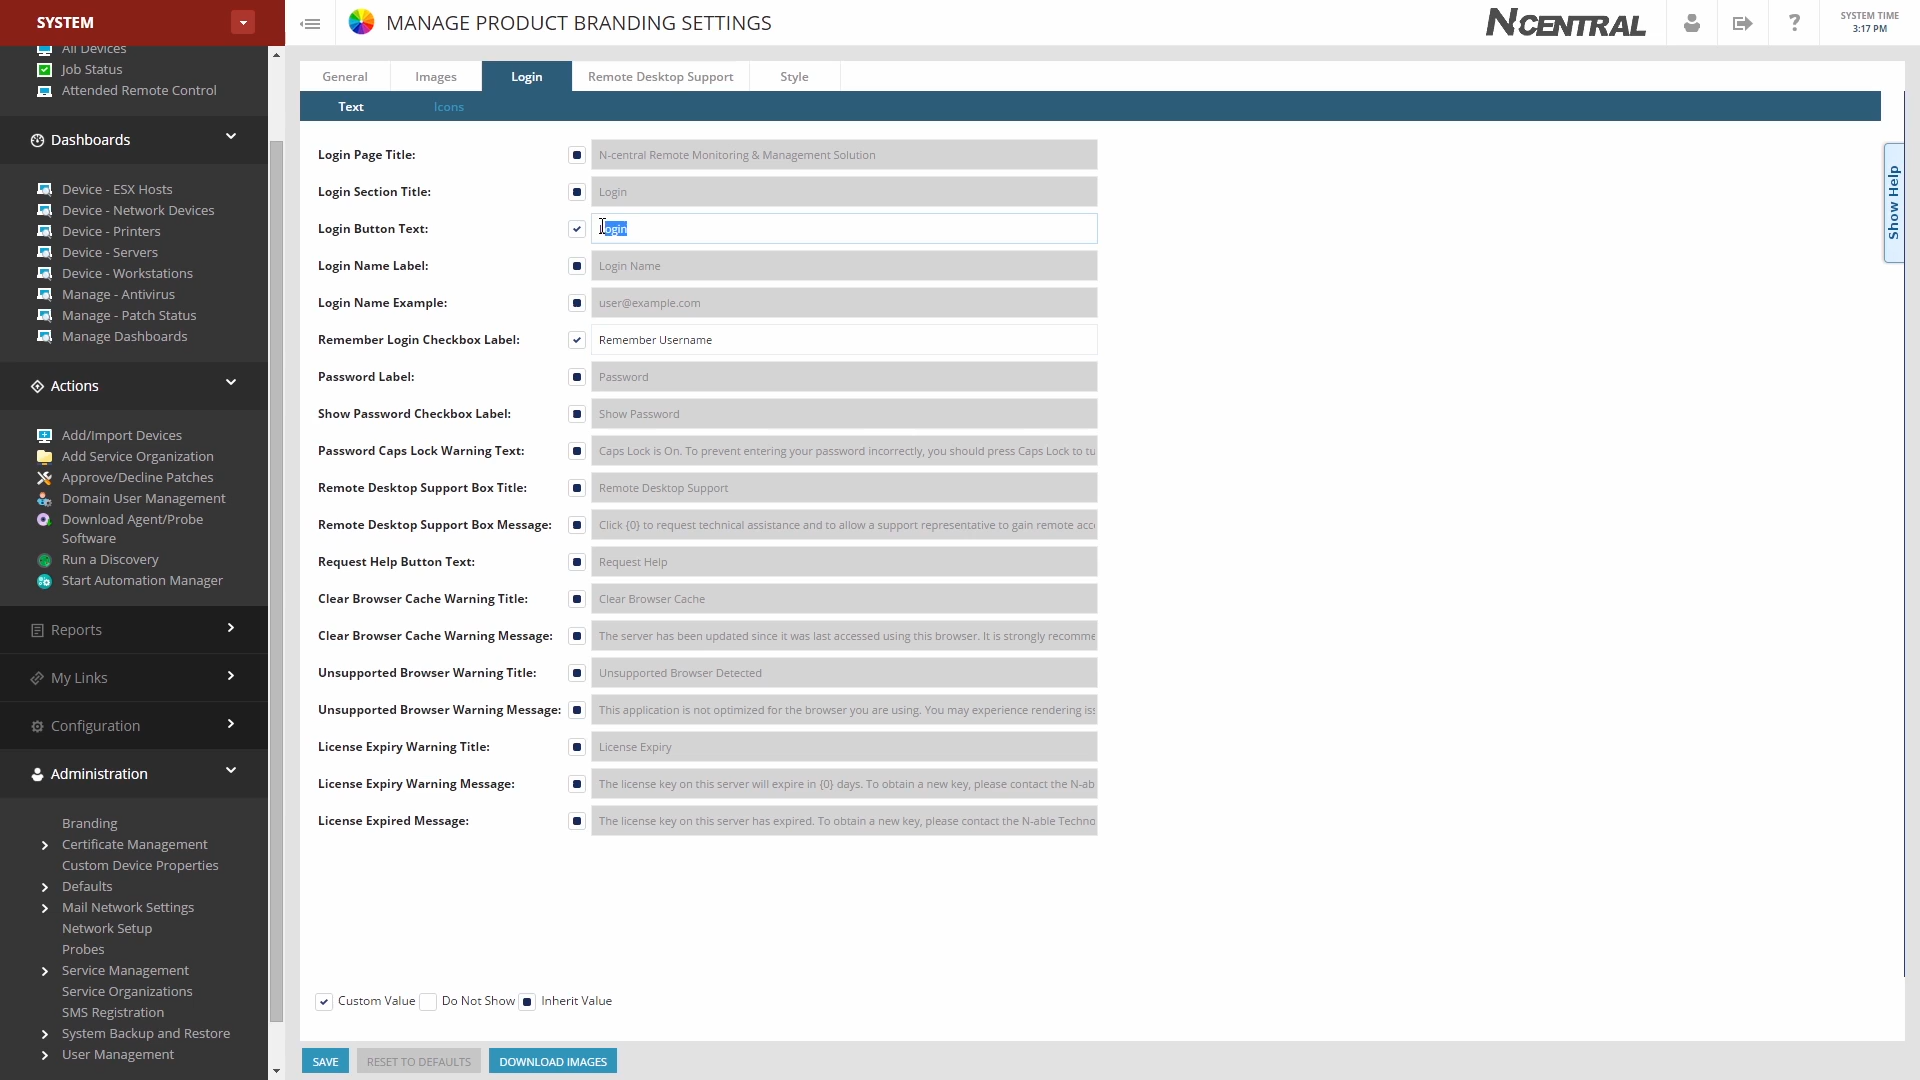 SYSTEM
MANAGE PRODUCT BRANDING SETTINGS
NCENTRAL
?
SYSTEM TIME
3:17 PM
All Devices
Job Status
Attended Remote Control
Dashboards
Device - ESX Hosts
Device - Network Devices
Device - Printers
Device - Servers
Device - Workstations
Manage - Antivirus
Manage - Patch Status
Manage Dashboards
Actions
Add/Import Devices
Add Service Organization
Approve/Decline Patches
Domain User Management
Download Agent/Probe
Software
Run a Discovery
Start Automation Manager
Reports
My Links
Configuration
Administration
Branding
Certificate Management
Custom Device Properties
Defaults
Mail Network Settings
Network Setup
Probes
Service Management
Service Organizations
SMS Registration
System Backup and Restore
User Management
General Images Login Remote Desktop Support Style
Text Icons
Login Page Title: N-central Remote Monitoring & Management Solution
Login Section Title: Login
Login Button Text: Login
Login Name Label: Login Name
Login Name Example: user@example.com
Remember Login Checkbox Label: Remember Username
Password Label: Password
Show Password Checkbox Label: Show Password
Password Caps Lock Warning Text: Caps Lock is On. To prevent entering your password incorrectly, you should press Caps Lock to tu
Remote Desktop Support Box Title: Remote Desktop Support
Remote Desktop Support Box Message: Click {0} to request technical assistance and to allow a support representative to gain remote acc
Request Help Button Text: Request Help
Clear Browser Cache Warning Title: Clear Browser Cache
Clear Browser Cache Warning Message: The server has been updated since it was last accessed using this browser. It is strongly recomme
Unsupported Browser Warning Title: Unsupported Browser Detected
Unsupported Browser Warning Message: This application is not optimized for the browser you are using. You may experience rendering iss
License Expiry Warning Title: License Expiry
License Expiry Warning Message: The license key on this server will expire in {0} days. To obtain a new key, please contact the N-ab
License Expired Message: The license key on this server has expired. To obtain a new key, please contact the N-able Techno
Custom Value Do Not Show Inherit Value
SAVE RESET TO DEFAULTS DOWNLOAD IMAGES
Show Help